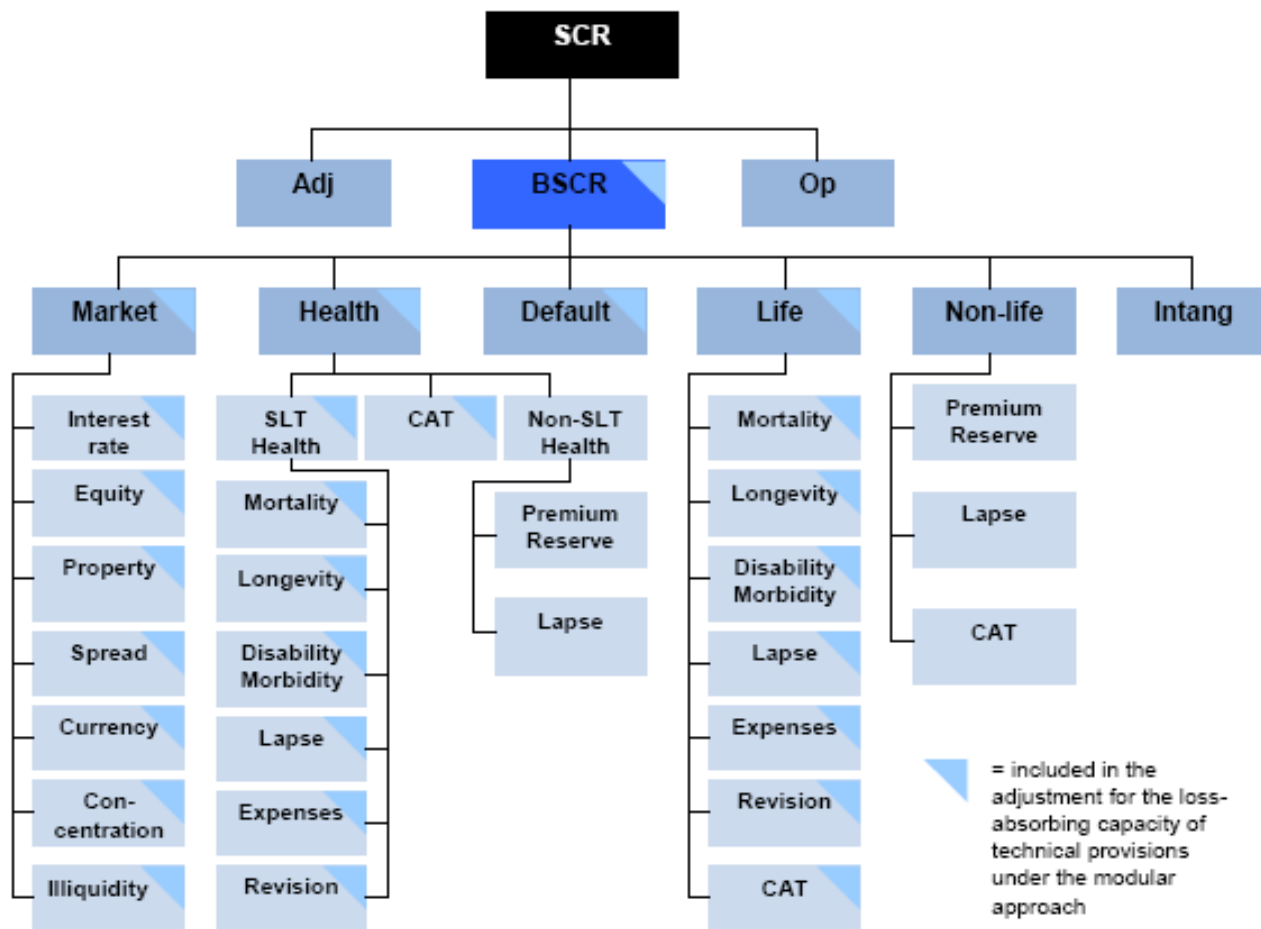 SCR
Adj
BSCR
Op
Market
Health
Default
Life
Non-life
Intang
Interest
rate
Equity
Property
Spread
Currency
Con-
centration
Illiquidity
SLT
Health
CAT
Non-SLT
Health
Mortality
Longevity
Disability
Morbidity
Lapse
Expenses
Revision
Premium
Reserve
Lapse
Mortality
Longevity
Disability
Morbidity
Lapse
Expenses
Revision
CAT
Premium
Reserve
Lapse
CAT
= included in the
adjustment for the loss-
absorbing capacity of
technical provisions
under the modular
approach